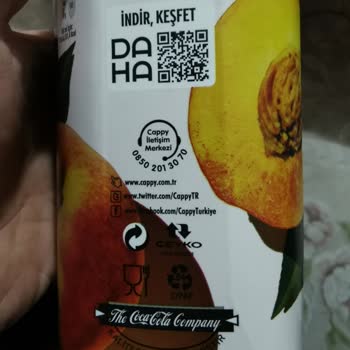 İNDİR, KEŞFET
DA
HA
Cappy
İletişim
Merkezi
0850 201 30 70
www.cappy.com.tr
www.twitter.com/CappyTR
www.facebook.com/CappyTurkiye
ÇEVKO
The Coca-Cola Company